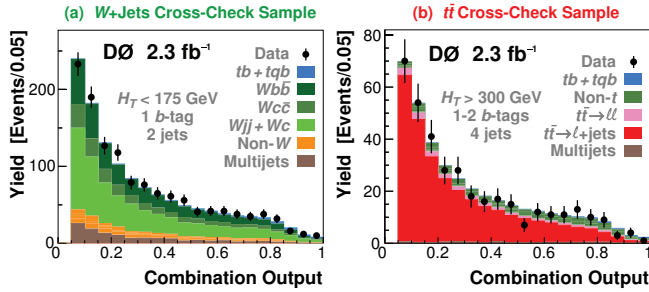 (a) W+Jets Cross-Check Sample
DØ 2.3 fb⁻¹
Data
tb+tqb
Wbb̄
Wcc̄
Wjj+Wc
Non-W
Multijets
H_T < 175 GeV
1 b-tag
2 jets
Yield [Events/0.05]
200
100
0
0 0.2 0.4 0.6 0.8 1
Combination Output
(b) tt̄ Cross-Check Sample
DØ 2.3 fb⁻¹
Data
tb+tqb
Non-t
tt̄→ℓℓ
tt̄→ℓ+jets
Multijets
H_T > 300 GeV
1-2 b-tags
4 jets
Yield [Events/0.05]
80
60
40
20
0
0 0.2 0.4 0.6 0.8 1
Combination Output